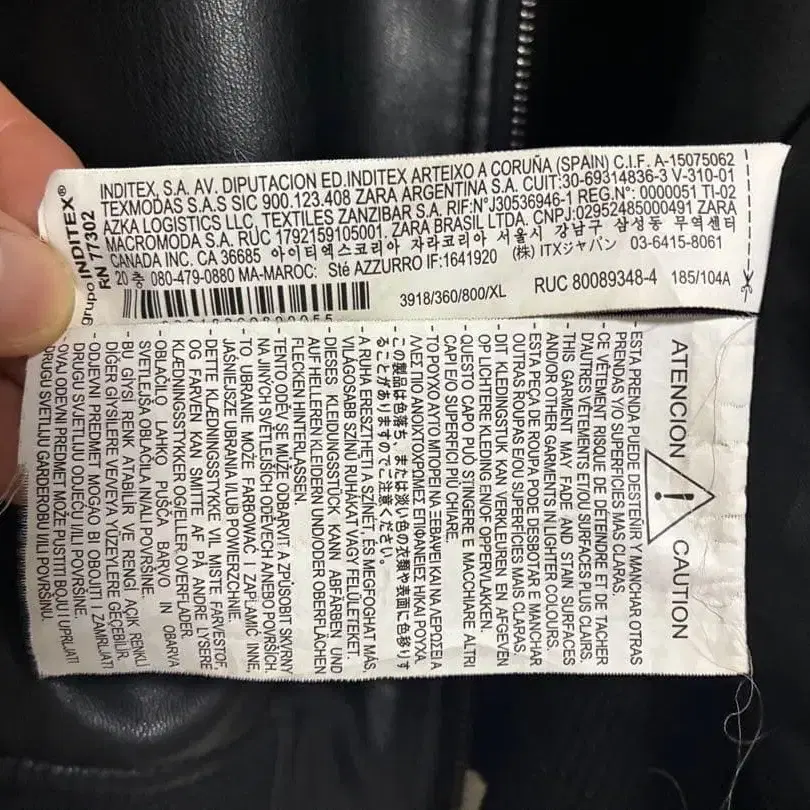 grupo INDITEX®
RN 77302
INDITEX, S.A. AV. DIPUTACION ED.INDITEX ARTEIXO A CORUÑA (SPAIN) C.I.F. A-15075062
TEXMODAS S.A.S SIC 900.123.408 ZARA ARGENTINA S.A. CUIT:30-69314836-3 V-310-01
AZKA LOGISTICS LLC, TEXTILES ZANZIBAR S.A. RIF:N°J30536946-1 REG.N°: 0000051 TI-02
MACROMODA S.A. RUC 1792159105001. ZARA BRASIL LTDA. CNPJ:02952485000491 ZARA
CANADA INC. CA 36685 아이티엑스코리아 자라코리아 서울시 강남구 삼성동 무역센터
20 층 080-479-0880 MA-MAROC: Sté AZZURRO IF:1641920 (株) ITXジャパン 03-6415-8061
3918/360/800/XL RUC 80089348-4 185/104A
ATENCION CAUTION
-ESTA PRENDA PUEDE DESTEÑIR Y MANCHAR OTRAS
PRENDAS Y/O SUPERFICIES MAS CLARAS.
-CE VÊTEMENT RISQUE DE DÉTEINDRE ET DE TACHER
D'AUTRES VÊTEMENTS ET/OU SURFACES PLUS CLAIRS.
-THIS GARMENT MAY FADE AND STAIN SURFACES
AND/OR OTHER GARMENTS IN LIGHTER COLOURS.
ESTA PEÇA DE ROUPA PODE DESBOTAR E MANCHAR
OUTRAS ROUPAS E/OU SUPERFÍCIES MAIS CLARAS.
- DIT KLEDINGSTUK KAN VERKLEUREN EN AFGEVEN
OP LICHTERE KLEDING EN/OF OPPERVLAKKEN.
-QUESTO CAPO PUÒ STINGERE E MACCHIARE ALTRI
CAPI E/O SUPERFICI PIÙ CHIARE.
-ΤΟ ΡΟΥΧΟ ΑΥΤΟ ΜΠΟΡΕΙ ΝΑ ΞΕΒΑΨΕΙ ΚΑΙ ΝΑ ΛΕΡΩΣΕΙ
ΑΛΛΕΣ ΠΙΟ ΑΝΟΙΧΤΟΧΡΩΜΕΣ ΕΠΙΦΑΝΕΙΕΣ Η/ΚΑΙ ΡΟΥΧΑ.
-この製品は色落ち、または淡い色の衣類や表面に色移りす
ることがありますのでご注意ください。
-A RUHA ERESZTHETI A SZÍNÉT, ÉS MEGFOGHAT MÁS,
VILÁGOSABB SZÍNŰ RUHÁKAT VAGY FELÜLETEKET.
- DIESES KLEIDUNGSSTÜCK KANN ABFÄRBEN UND
AUF HELLEREN KLEIDERN UND/ODER OBERFLÄCHEN
FLECKEN HINTERLASSEN.
TENTO ODĚV SE MŮŽE ODBARVIT A ZPŮSOBIT SKVRNY
NA JINÝCH SVĚTLEJŠÍCH ODĚVECH A/NEBO POVRŠÍCH.
- TO UBRANIE MOŻE FARBOWAĆ I ZAPLAMIĆ INNE,
JAŚNIEJSZE UBRANIA I/LUB POWIERZCHNIE.
- DETTE KLÆDNINGSSTYKKE VIL MISTE FARVESTOF
OG FARVEN KAN SMITTE AF PÅ ANDRE LYSERE
KLÆDNINGSSTYKKER OG/ELLER OVERFLADER.
- OBLAČILO LAHKO PUŠČA BARVO IN OBARVA
SVETLEJŠA OBLAČILA IN/ALI POVRŠINE.
- BU GİYSİ RENK ATABİLİR VE RENGİ AÇIK RENKLİ
DİĞER GİYSİLERE VE/VEYA YÜZEYLERE GEÇEBİLİR.
- ODJEVNI PREDMET MOGAO BI OBOJITI I ZAMRLJATI
DRUGU SVJETLIJU ODJEĆU I/ILI POVRŠINE.
- OVAJ ODEVNI PREDMET MOŽE PUSTITI BOJU I UPRLJATI
DRUGU SVETLIJU GARDEROBU I/ILI POVRŠINU.